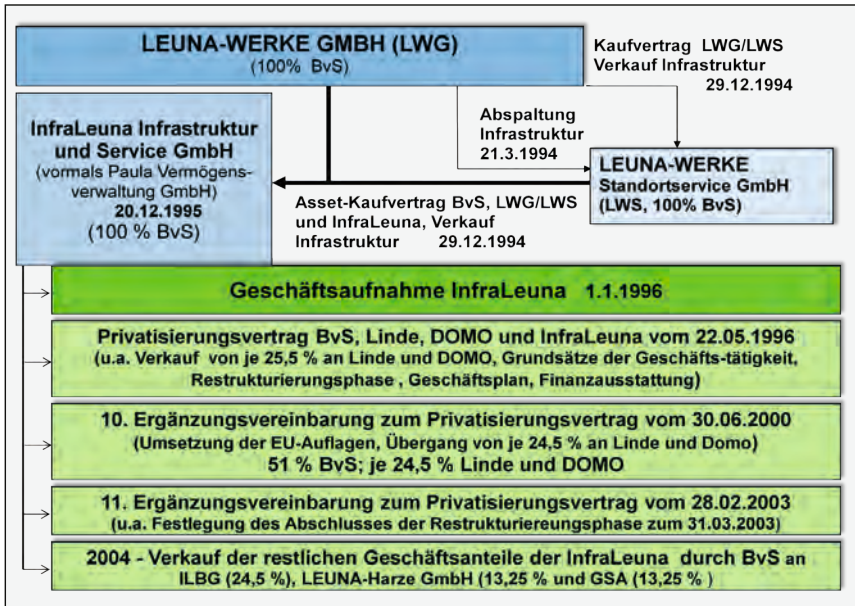 LEUNA-WERKE GMBH (LWG)
(100% BvS)
Kaufvertrag LWG/LWS
Verkauf Infrastruktur
29.12.1994
InfraLeuna Infrastruktur
und Service GmbH
(vormals Paula Vermögens-
verwaltung GmbH)
20.12.1995
(100 % BvS)
Abspaltung
Infrastruktur
21.3.1994
LEUNA-WERKE
Standortservice GmbH
(LWS, 100% BvS)
Asset-Kaufvertrag BvS, LWG/LWS
und InfraLeuna, Verkauf
Infrastruktur 29.12.1994
Geschäftsaufnahme InfraLeuna 1.1.1996
Privatisierungsvertrag BvS, Linde, DOMO und InfraLeuna vom 22.05.1996
(u.a. Verkauf von je 25,5 % an Linde und DOMO, Grundsätze der Geschäfts-tätigkeit,
Restrukturierungsphase , Geschäftsplan, Finanzausstattung)
10. Ergänzungsvereinbarung zum Privatisierungsvertrag vom 30.06.2000
(Umsetzung der EU-Auflagen, Übergang von je 24,5 % an Linde und Domo)
51 % BvS; je 24,5 % Linde und DOMO
11. Ergänzungsvereinbarung zum Privatisierungsvertrag vom 28.02.2003
(u.a. Festlegung des Abschlusses der Restrukturiereungsphase zum 31.03.2003)
2004 - Verkauf der restlichen Geschäftsanteile der InfraLeuna durch BvS an
ILBG (24,5 %), LEUNA-Harze GmbH (13,25 % und GSA (13,25 % )